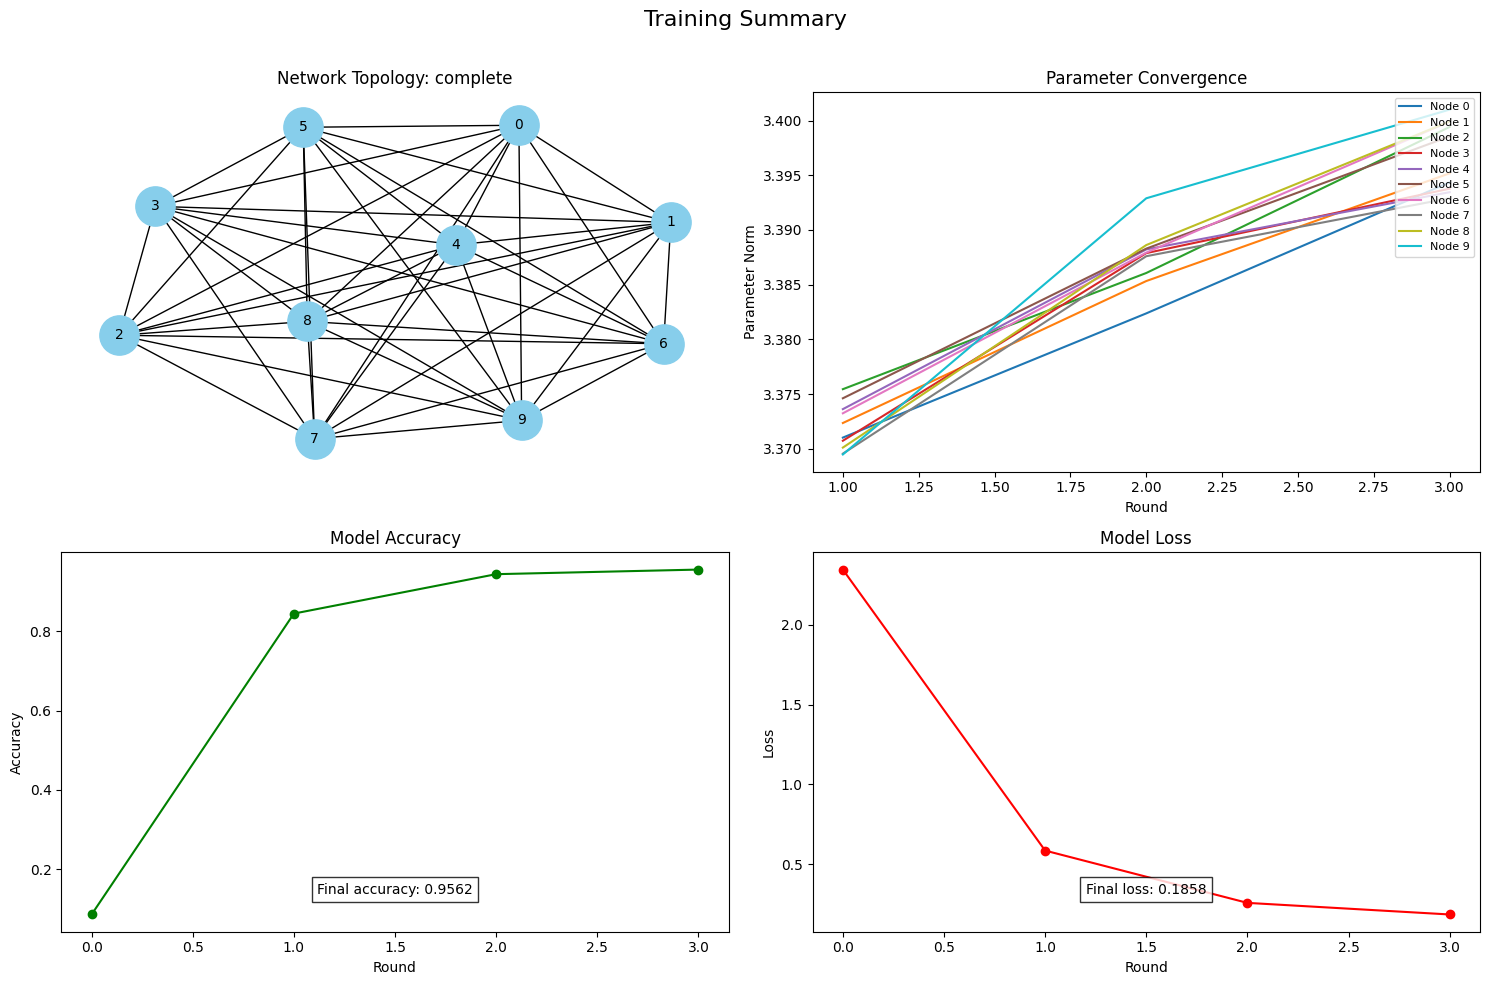 Training Summary
Network Topology: complete
5
0
3
1
4
8
2
6
9
7
Parameter Convergence
Parameter Norm
3.400
3.395
3.390
3.385
3.380
3.375
3.370
Node 0
Node 1
Node 2
Node 3
Node 4
Node 5
Node 6
Node 7
Node 8
Node 9
1.00 1.25 1.50 1.75 2.00 2.25 2.50 2.75 3.00
Round
Model Accuracy
Accuracy
0.8
0.6
0.4
0.2
Final accuracy: 0.9562
0.0 0.5 1.0 1.5 2.0 2.5 3.0
Round
Model Loss
Loss
2.0
1.5
1.0
0.5
Final loss: 0.1858
0.0 0.5 1.0 1.5 2.0 2.5 3.0
Round